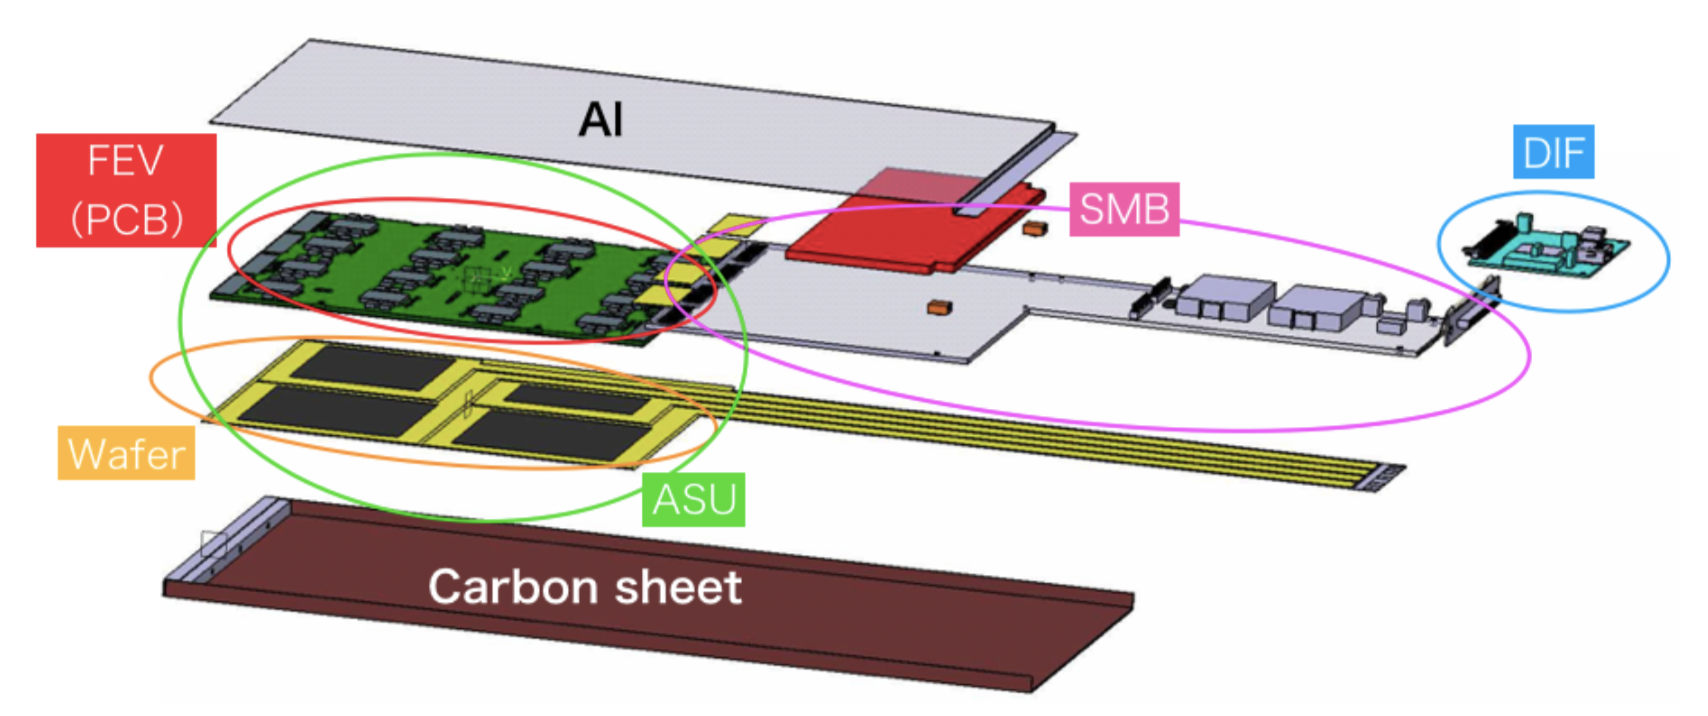 Al
FEV
(PCB)
DIF
SMB
Wafer
ASU
Carbon sheet